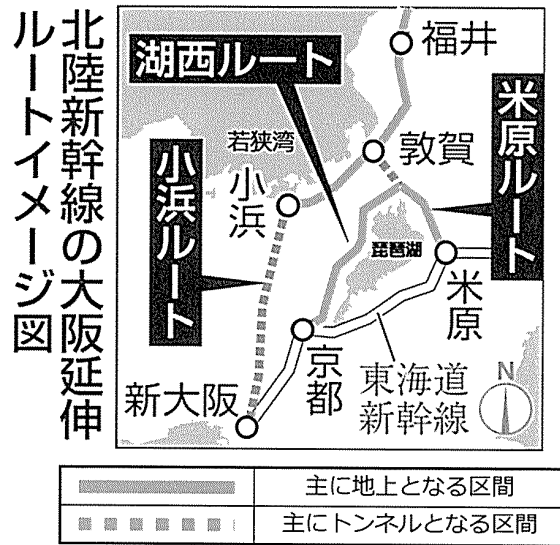 北陸新幹線の大阪延伸
ルートイメージ図
福井
湖西ルート
米原ルート
若狭湾
敦賀
小浜
小浜ルート
琵琶湖
米原
京都
東海道
新幹線
新大阪
N
主に地上となる区間
主にトンネルとなる区間